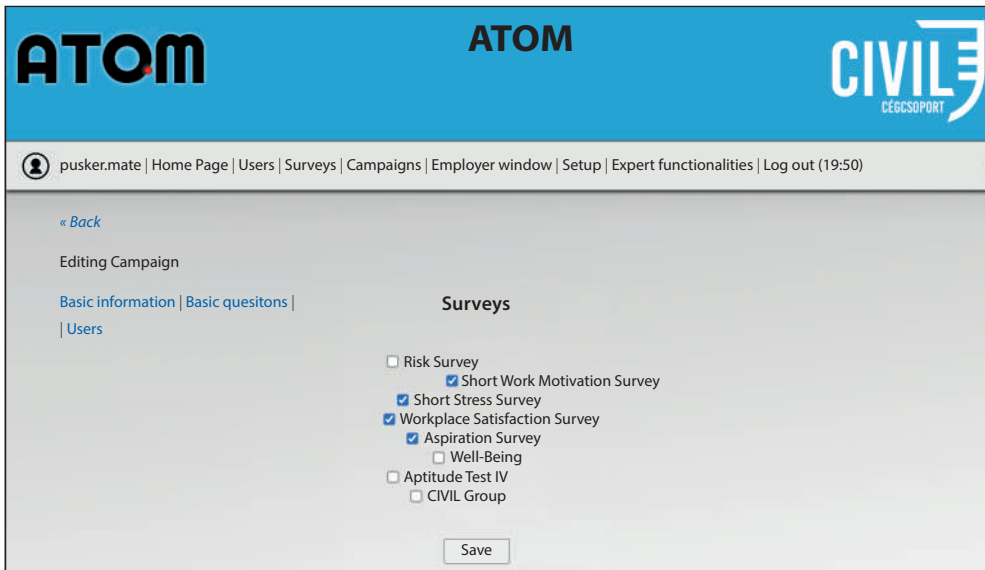 ATOM
ATOM
CIVIL
CÉGCSOPORT
pusker.mate | Home Page | Users | Surveys | Campaigns | Employer window | Setup | Expert functionalities | Log out (19:50)
« Back
Editing Campaign
Basic information | Basic quesitons |
| Users
Surveys
Risk Survey
Short Work Motivation Survey
Short Stress Survey
Workplace Satisfaction Survey
Aspiration Survey
Well-Being
Aptitude Test IV
CIVIL Group
Save